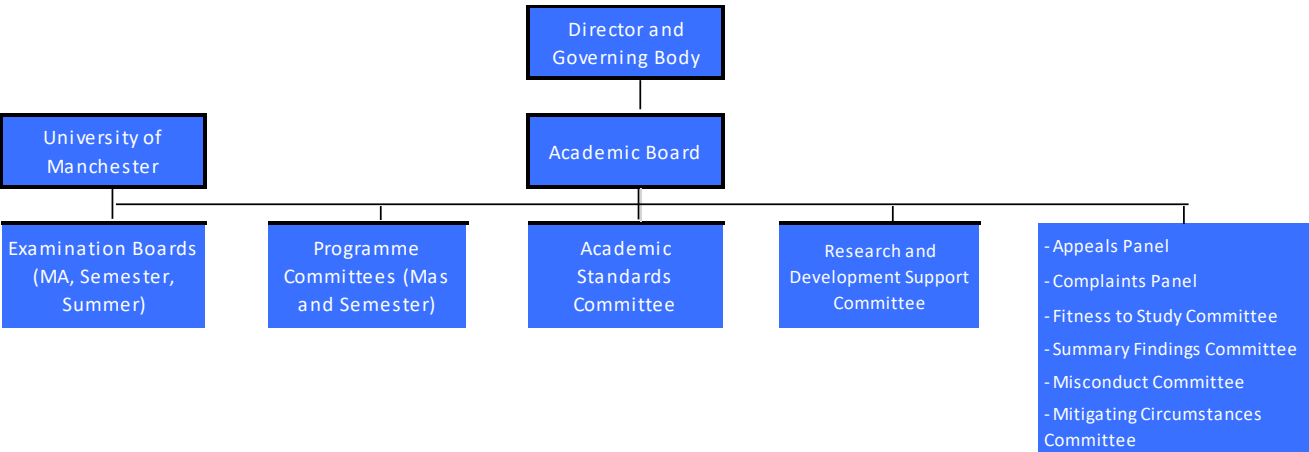 Director and
Governing Body
University of
Manchester
Academic Board
Examination Boards
(MA, Semester,
Summer)
Programme
Committees (Mas
and Semester)
Academic
Standards
Committee
Research and
Development Support
Committee
- Appeals Panel
- Complaints Panel
- Fitness to Study Committee
- Summary Findings Committee
- Misconduct Committee
- Mitigating Circumstances
Committee